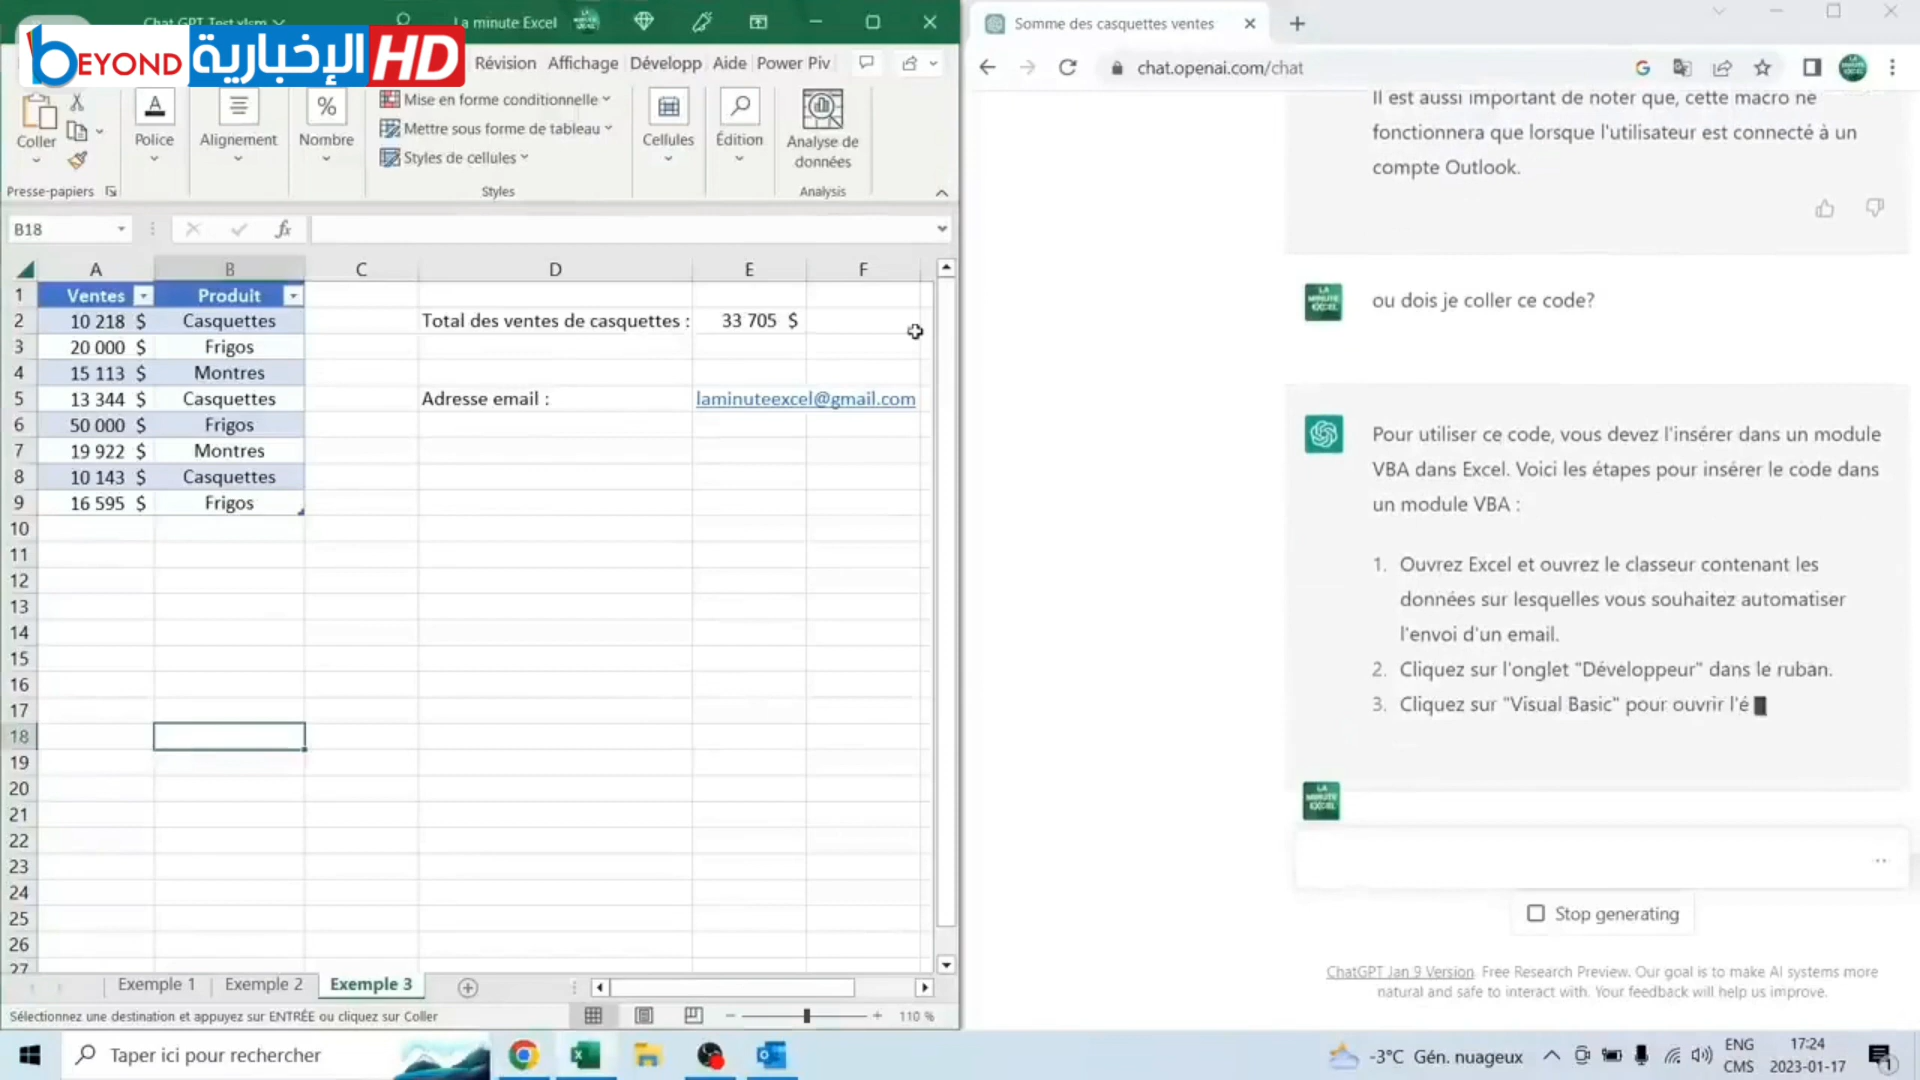 Chat GPT Test.xlsm
La minute Excel
BEYOND الإخبارية HD
Révision Affichage Développ Aide Power Piv
Coller
Police
Alignement
Nombre
Mise en forme conditionnelle
Mettre sous forme de tableau
Styles de cellules
Cellules
Édition
Analyse de
données
Presse-papiers
Styles
Analysis
B18
fx
A B C D E F
1 Ventes Produit
2 10 218 $ Casquettes Total des ventes de casquettes : 33 705 $
3 20 000 $ Frigos
4 15 113 $ Montres
5 13 344 $ Casquettes Adresse email : laminuteexcel@gmail.com
6 50 000 $ Frigos
7 19 922 $ Montres
8 10 143 $ Casquettes
9 16 595 $ Frigos
10
11
12
13
14
15
16
17
18
19
20
21
22
23
24
25
26
27
Exemple 1 Exemple 2 Exemple 3
Sélectionnez une destination et appuyez sur ENTRÉE ou cliquez sur Coller
110 %
Somme des casquettes ventes
chat.openai.com/chat
Il est aussi important de noter que, cette macro ne
fonctionnera que lorsque l'utilisateur est connecté à un
compte Outlook.
LA MINUTE EXCEL
ou dois je coller ce code?
Pour utiliser ce code, vous devez l'insérer dans un module
VBA dans Excel. Voici les étapes pour insérer le code dans
un module VBA :
1. Ouvrez Excel et ouvrez le classeur contenant les
données sur lesquelles vous souhaitez automatiser
l'envoi d'un email.
2. Cliquez sur l'onglet "Développeur" dans le ruban.
3. Cliquez sur "Visual Basic" pour ouvrir l'é
LA MINUTE EXCEL
Stop generating
ChatGPT Jan 9 Version. Free Research Preview. Our goal is to make AI systems more
natural and safe to interact with. Your feedback will help us improve.
Taper ici pour rechercher
-3°C Gén. nuageux
ENG
CMS
17:24
2023-01-17
1